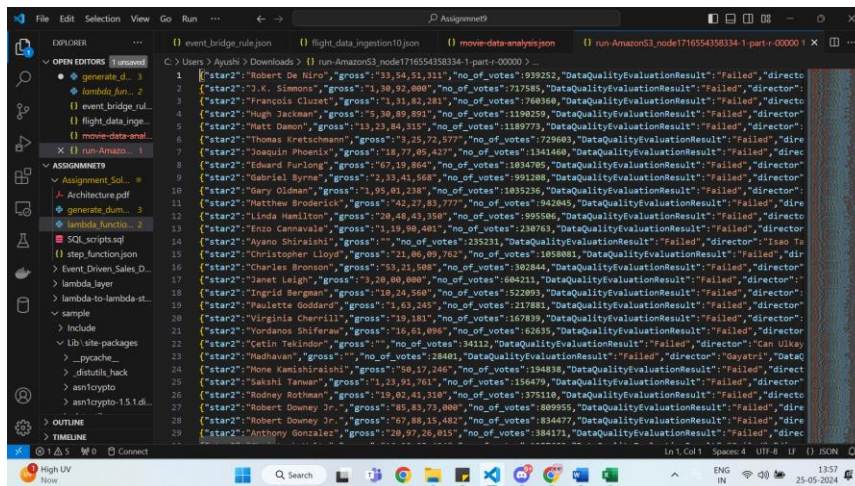 File Edit Selection View Go Run ... Assignmnet9
EXPLORER ...
{} event_bridge_rule.json {} flight_data_ingestion10.json {} movie-data-analysis.json {} run-AmazonS3_node1716554358334-1-part-r-00000 1
OPEN EDITORS 1 unsaved
generate_d... 3
lambda_fun... 2
{} event_bridge_rul...
{} flight_data_inge...
{} movie-data-anal...
{} run-Amazo... 1
ASSIGNMNET9
Assignment_Sol...
Architecture.pdf
generate_dum... 3
lambda_functio... 2
SQL_scripts.sql
{} step_function.json
Event_Driven_Sales_D...
lambda_layer
lambda-to-lambda-st...
sample
Include
Lib\site-packages
__pycache__
_distutils_hack
asn1crypto
asn1crypto-1.5.1.di...
OUTLINE
TIMELINE
C: > Users > Ayushi > Downloads > {} run-AmazonS3_node1716554358334-1-part-r-00000 > ...
1 {"star2":"Robert De Niro","gross":"33,54,51,311","no_of_votes":939252,"DataQualityEvaluationResult":"Failed","directo
2 {"star2":"J.K. Simmons","gross":"1,30,92,000","no_of_votes":717585,"DataQualityEvaluationResult":"Failed","director":
3 {"star2":"François Cluzet","gross":"1,31,82,281","no_of_votes":760360,"DataQualityEvaluationResult":"Failed","directo
4 {"star2":"Hugh Jackman","gross":"5,30,89,891","no_of_votes":1190259,"DataQualityEvaluationResult":"Failed","director"
5 {"star2":"Matt Damon","gross":"13,23,84,315","no_of_votes":1189773,"DataQualityEvaluationResult":"Failed","director":
6 {"star2":"Thomas Kretschmann","gross":"3,25,72,577","no_of_votes":729603,"DataQualityEvaluationResult":"Failed","dire
7 {"star2":"Joaquin Phoenix","gross":"18,77,05,427","no_of_votes":1341460,"DataQualityEvaluationResult":"Failed","direc
8 {"star2":"Edward Furlong","gross":"67,19,864","no_of_votes":1034705,"DataQualityEvaluationResult":"Failed","director"
9 {"star2":"Gabriel Byrne","gross":"2,33,41,568","no_of_votes":991208,"DataQualityEvaluationResult":"Failed","director"
10 {"star2":"Gary Oldman","gross":"1,95,01,238","no_of_votes":1035236,"DataQualityEvaluationResult":"Failed","director":
11 {"star2":"Matthew Broderick","gross":"42,27,83,777","no_of_votes":942045,"DataQualityEvaluationResult":"Failed","dire
12 {"star2":"Linda Hamilton","gross":"20,48,43,350","no_of_votes":995506,"DataQualityEvaluationResult":"Failed","directo
13 {"star2":"Enzo Cannavale","gross":"1,19,90,401","no_of_votes":230763,"DataQualityEvaluationResult":"Failed","director
14 {"star2":"Ayano Shiraishi","gross":"","no_of_votes":235231,"DataQualityEvaluationResult":"Failed","director":"Isao Ta
15 {"star2":"Christopher Lloyd","gross":"21,06,09,762","no_of_votes":1058081,"DataQualityEvaluationResult":"Failed","dir
16 {"star2":"Charles Bronson","gross":"53,21,508","no_of_votes":302844,"DataQualityEvaluationResult":"Failed","director"
17 {"star2":"Janet Leigh","gross":"3,20,00,000","no_of_votes":604211,"DataQualityEvaluationResult":"Failed","director":"
18 {"star2":"Ingrid Bergman","gross":"10,24,560","no_of_votes":522093,"DataQualityEvaluationResult":"Failed","director":
19 {"star2":"Paulette Goddard","gross":"1,63,245","no_of_votes":217881,"DataQualityEvaluationResult":"Failed","director"
20 {"star2":"Virginia Cherrill","gross":"19,181","no_of_votes":167839,"DataQualityEvaluationResult":"Failed","director":
21 {"star2":"Yordanos Shiferaw","gross":"16,61,096","no_of_votes":62635,"DataQualityEvaluationResult":"Failed","director
22 {"star2":"Çetin Tekindor","gross":"","no_of_votes":34112,"DataQualityEvaluationResult":"Failed","director":"Can Ulkay
23 {"star2":"Madhavan","gross":"","no_of_votes":28401,"DataQualityEvaluationResult":"Failed","director":"Gayatri","DataQ
24 {"star2":"Mone Kamishiraishi","gross":"50,17,246","no_of_votes":194838,"DataQualityEvaluationResult":"Failed","direct
25 {"star2":"Sakshi Tanwar","gross":"1,23,91,761","no_of_votes":156479,"DataQualityEvaluationResult":"Failed","director"
26 {"star2":"Rodney Rothman","gross":"19,02,41,310","no_of_votes":375110,"DataQualityEvaluationResult":"Failed","directo
27 {"star2":"Robert Downey Jr.","gross":"85,83,73,000","no_of_votes":809955,"DataQualityEvaluationResult":"Failed","dire
28 {"star2":"Robert Downey Jr.","gross":"67,88,15,482","no_of_votes":834477,"DataQualityEvaluationResult":"Failed","direc
29 {"star2":"Anthony Gonzalez","gross":"20,97,26,015","no_of_votes":384171,"DataQualityEvaluationResult":"Failed","direc
1 5 0 Connect Ln 1, Col 1 Spaces: 4 UTF-8 LF {} JSON
High UV
Now
Search
ENG
IN
13:57
25-05-2024